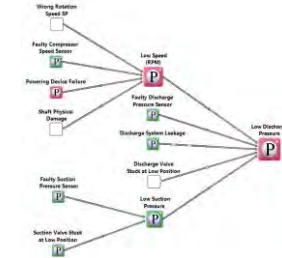 Wrong Rotation
Speed SP
Faulty Compressor
Speed Sensor
P
Low Speed
(RPM)
P
Powering Device Failure
P
Shaft Physical
Damage
Faulty Discharge
Pressure Sensor
P
Discharge System Leakage
P
Low Discharge
Pressure
P
Discharge Valve
Stuck at Low Position
Faulty Suction
Pressure Sensor
P
Low Suction
Pressure
P
Suction Valve Stuck
at Low Position
P